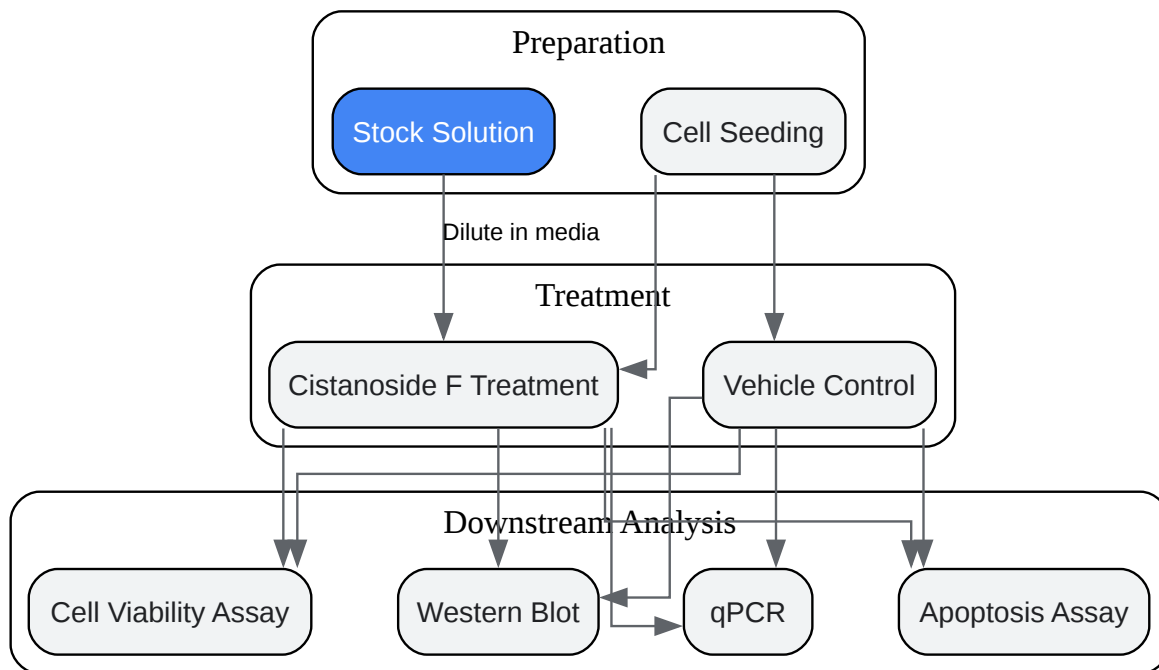 Preparation
Stock Solution
Cell Seeding
Dilute in media
Treatment
Cistanoside F Treatment
Vehicle Control
Downstream Analysis
Cell Viability Assay
Western Blot
qPCR
Apoptosis Assay